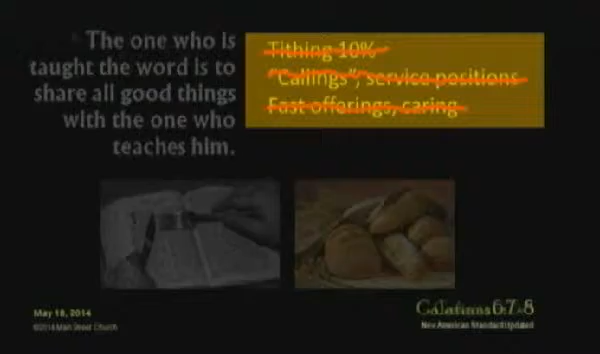 The one who is
taught the word is to
share all good things
with the one who
teaches him.
Tithing 10%
"Callings", service positions
Fast offerings, caring
May 18, 2014
©2014 Main Street Church
Galatians 6:7-8
New American Standard Updated